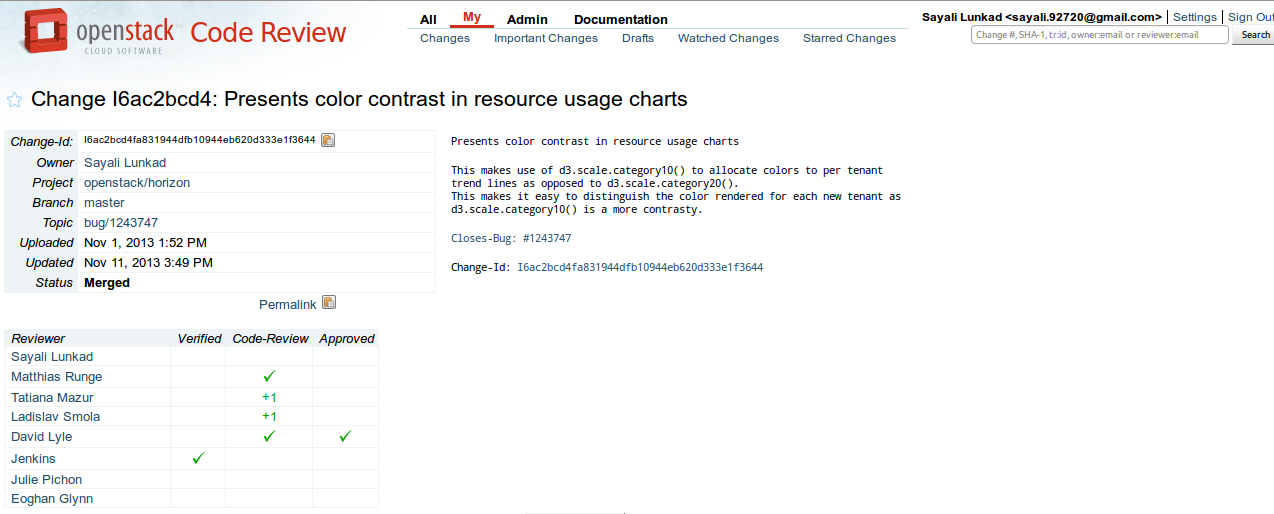 openstack
CLOUD SOFTWARE
Code Review
All My Admin Documentation
Changes Important Changes Drafts Watched Changes Starred Changes
Sayali Lunkad <sayali.92720@gmail.com> | Settings | Sign Out
Change #, SHA-1, tr:id, owner:email or reviewer:email Search
Change I6ac2bcd4: Presents color contrast in resource usage charts
Change-Id: I6ac2bcd4fa831944dfb10944eb620d333e1f3644
Owner Sayali Lunkad
Project openstack/horizon
Branch master
Topic bug/1243747
Uploaded Nov 1, 2013 1:52 PM
Updated Nov 11, 2013 3:49 PM
Status Merged
Permalink
Presents color contrast in resource usage charts
This makes use of d3.scale.category10() to allocate colors to per tenant
trend lines as opposed to d3.scale.category20().
This makes it easy to distinguish the color rendered for each new tenant as
d3.scale.category10() is a more contrasty.
Closes-Bug: #1243747
Change-Id: I6ac2bcd4fa831944dfb10944eb620d333e1f3644
Reviewer Verified Code-Review Approved
Sayali Lunkad
Matthias Runge ✓
Tatiana Mazur +1
Ladislav Smola +1
David Lyle ✓ ✓
Jenkins ✓
Julie Pichon
Eoghan Glynn